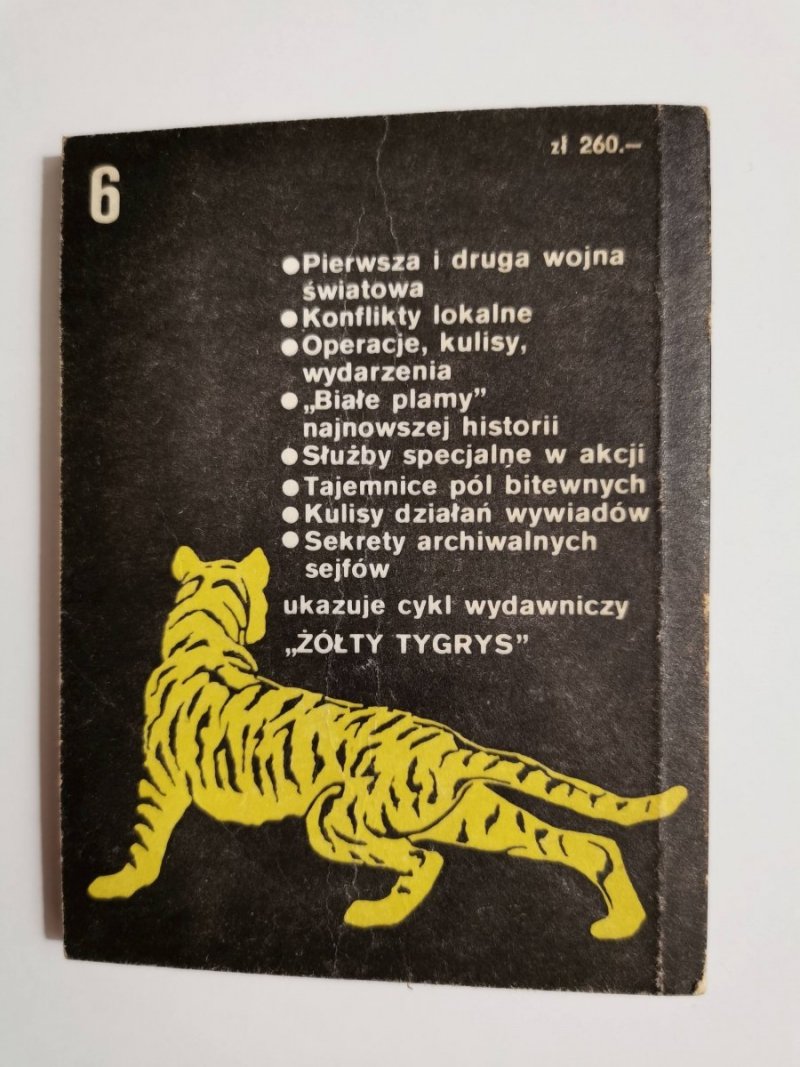 6
zł 260.—
●Pierwsza i druga wojna
światowa
●Konflikty lokalne
●Operacje, kulisy,
wydarzenia
●„Białe plamy”
najnowszej historii
●Służby specjalne w akcji
●Tajemnice pól bitewnych
●Kulisy działań wywiadów
●Sekrety archiwalnych
sejfów
ukazuje cykl wydawniczy
„ŻÓŁTY TYGRYS”